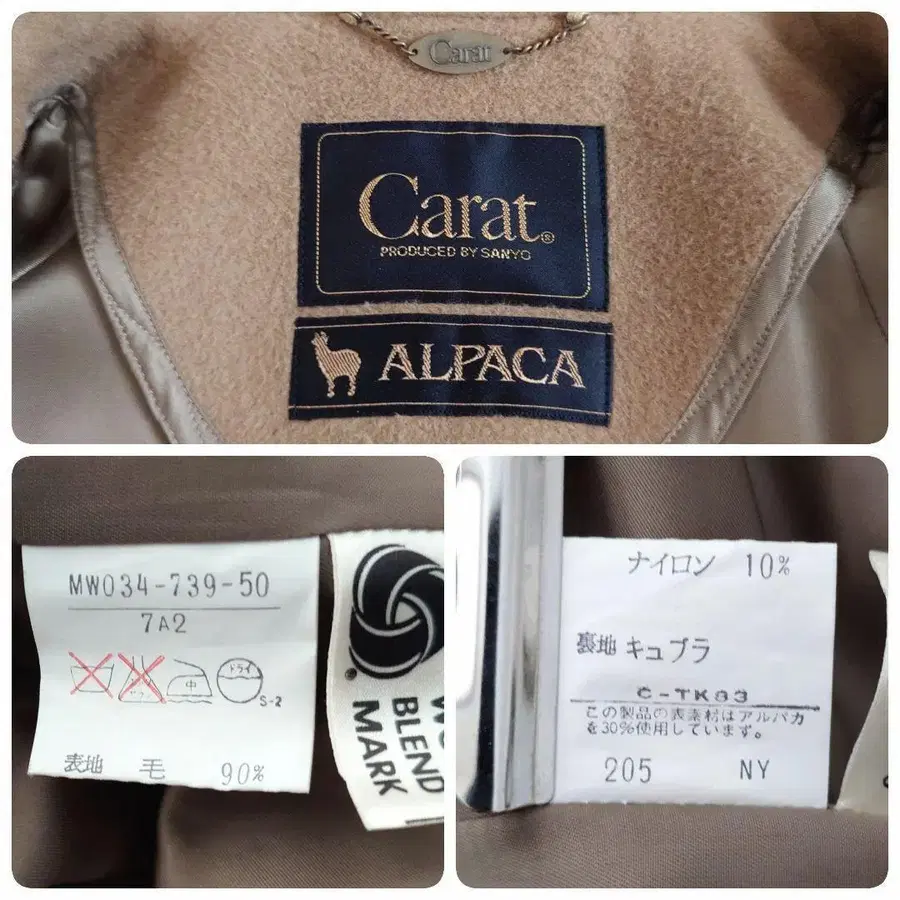 Carat
Carat®
PRODUCED BY SANYO
ALPACA
MW034-739-50
7A2
中
ドライ
S-2
表地 毛 90%
BLEND
MARK
ナイロン 10%
裏地 キュプラ
C-TK83
この製品の表素材はアルパカ
を30%使用しています。
205 NY